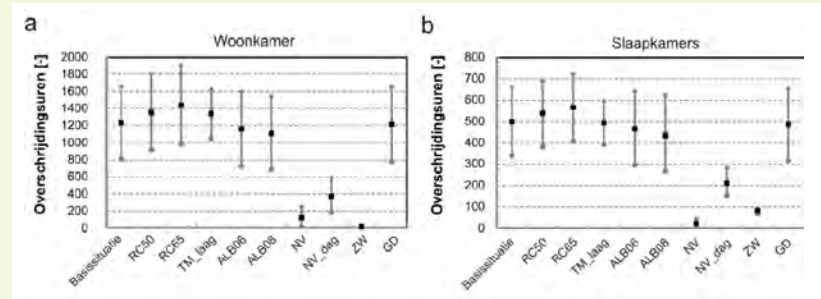 a
Woonkamer
Overschrijdingsuren [-]
2000
1800
1600
1400
1200
1000
800
600
400
200
0
Basissituatie
RC50
RC65
TM_laag
ALB06
ALB08
NV
NV_dag
ZW
GD
b
Slaapkamers
Overschrijdingsuren [-]
800
700
600
500
400
300
200
100
0
Basissituatie
RC50
RC65
TM_laag
ALB06
ALB08
NV
NV_dag
ZW
GD